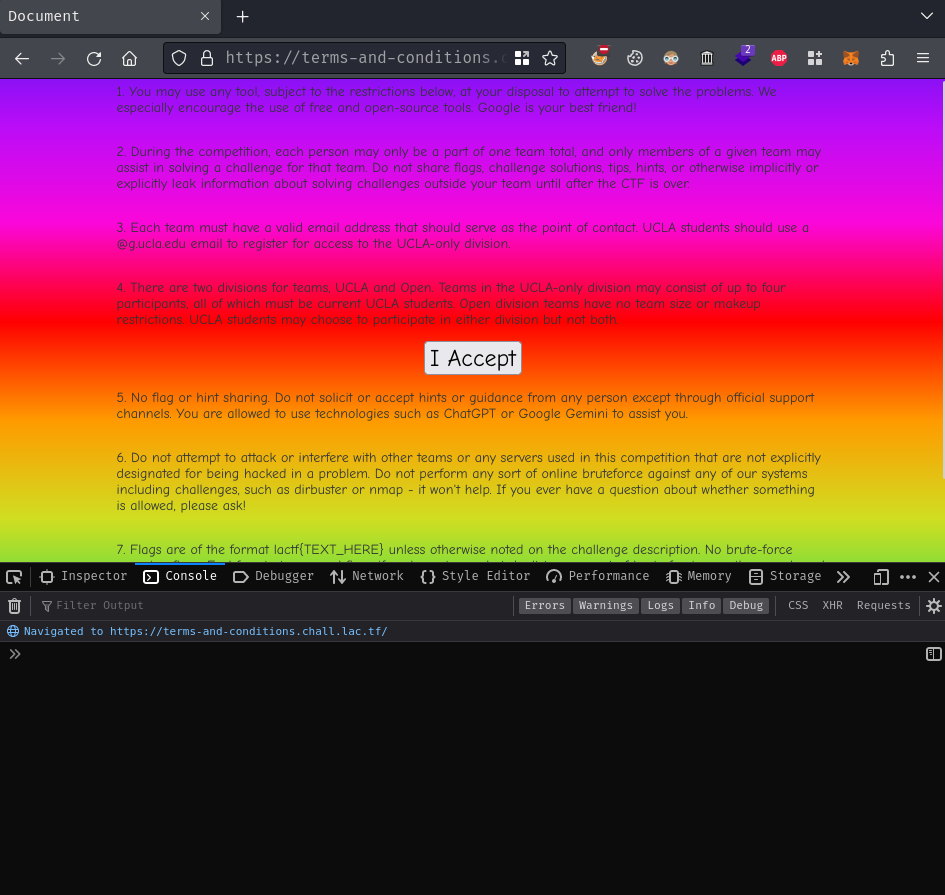 Document
https://terms-and-conditions.c
2
ABP
1. You may use any tool, subject to the restrictions below, at your disposal to attempt to solve the problems. We
especially encourage the use of free and open-source tools. Google is your best friend!
2. During the competition, each person may only be a part of one team total, and only members of a given team may
assist in solving a challenge for that team. Do not share flags, challenge solutions, tips, hints, or otherwise implicitly or
explicitly leak information about solving challenges outside your team until after the CTF is over.
3. Each team must have a valid email address that should serve as the point of contact. UCLA students should use a
@g.ucla.edu email to register for access to the UCLA-only division.
4. There are two divisions for teams, UCLA and Open. Teams in the UCLA-only division may consist of up to four
participants, all of which must be current UCLA students. Open division teams have no team size or makeup
restrictions. UCLA students may choose to participate in either division but not both.
I Accept
5. No flag or hint sharing. Do not solicit or accept hints or guidance from any person except through official support
channels. You are allowed to use technologies such as ChatGPT or Google Gemini to assist you.
6. Do not attempt to attack or interfere with other teams or any servers used in this competition that are not explicitly
designated for being hacked in a problem. Do not perform any sort of online bruteforce against any of our systems
including challenges, such as dirbuster or nmap - it won't help. If you ever have a question about whether something
is allowed, please ask!
7. Flags are of the format lactf{TEXT_HERE} unless otherwise noted on the challenge description. No brute-force
Inspector Console Debugger Network Style Editor Performance Memory Storage
Filter Output Errors Warnings Logs Info Debug CSS XHR Requests
Navigated to https://terms-and-conditions.chall.lac.tf/